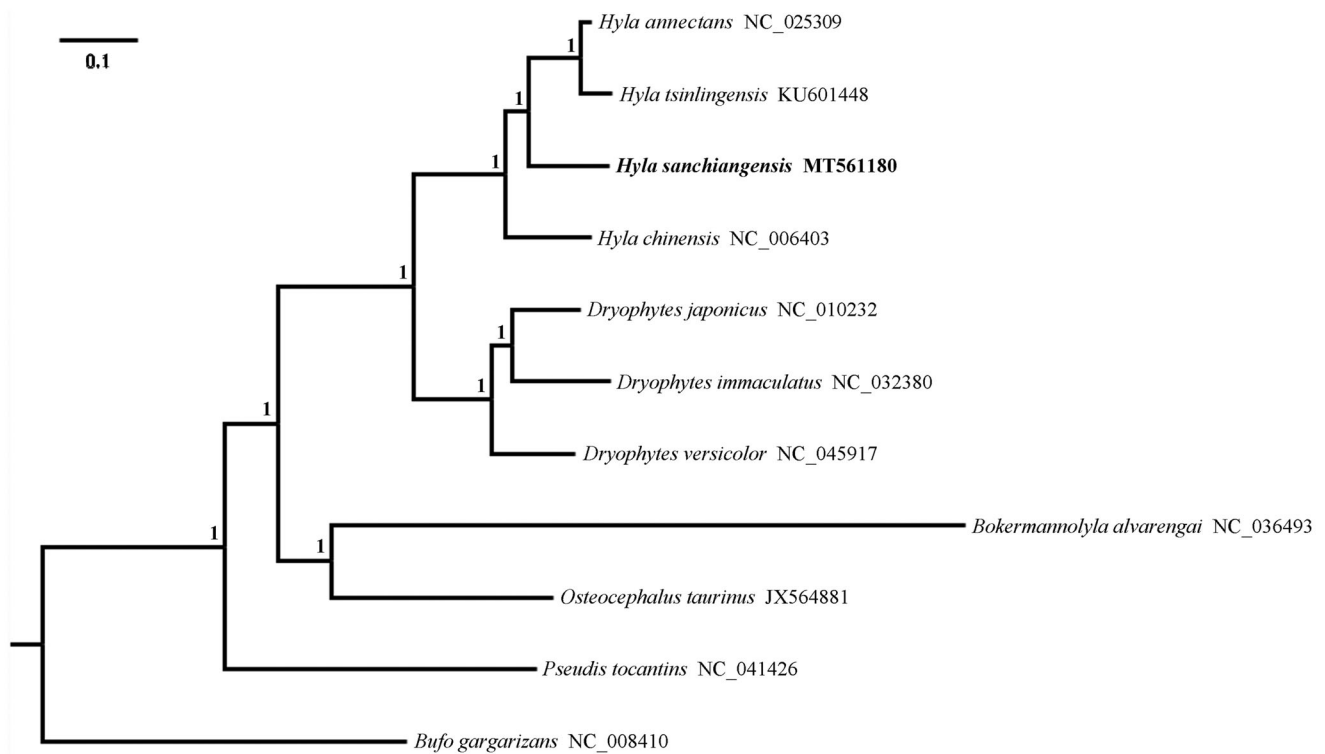 Hyla annectans NC_025309
0.1
1
Hyla tsinlingensis KU601448
1
1
Hyla sanchiangensis MT561180
Hyla chinensis NC_006403
1
Dryophytes japonicus NC_010232
1
Dryophytes immaculatus NC_032380
1
1
Dryophytes versicolor NC_045917
Bokermannolyla alvarengai NC_036493
1
1
Osteocephalus taurinus JX564881
Pseudis tocantins NC_041426
Bufo gargarizans NC_008410